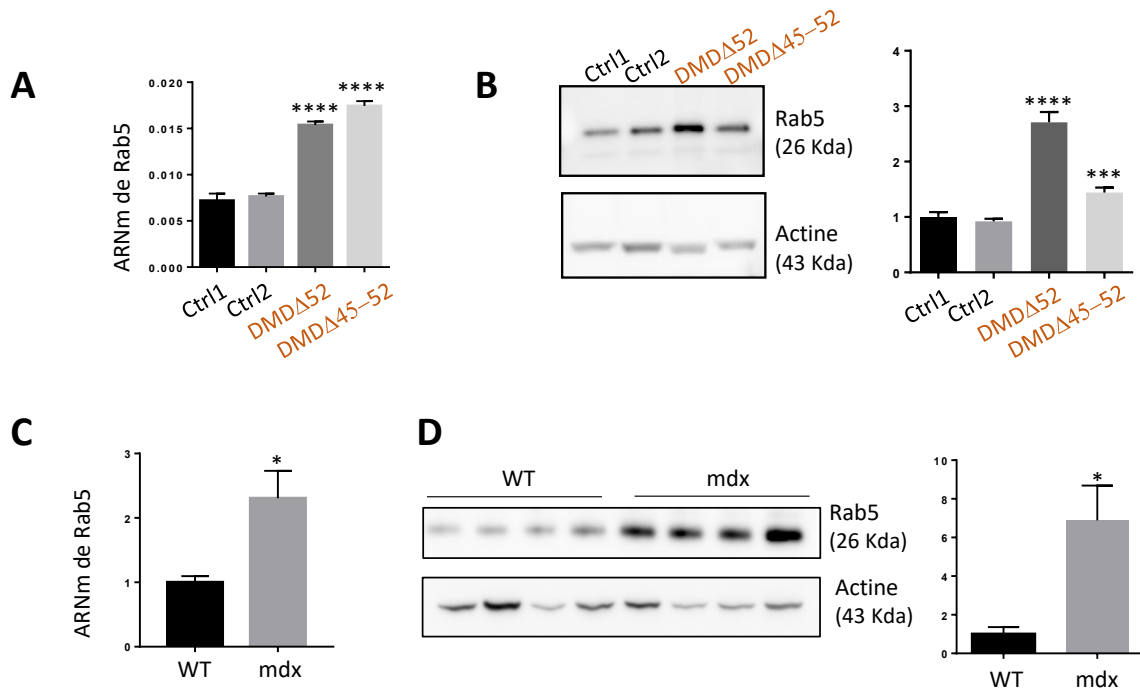 A
ARNm de Rab5
0.020
0.015
0.010
0.005
0.000
****
****
Ctrl1
Ctrl2
DMDΔ52
DMDΔ45–52
B
Ctrl1
Ctrl2
DMDΔ52
DMDΔ45–52
Rab5
(26 Kda)
Actine
(43 Kda)
4
3
2
1
0
****
***
Ctrl1
Ctrl2
DMDΔ52
DMDΔ45–52
C
ARNm de Rab5
3
2
1
0
*
WT
mdx
D
WT
mdx
Rab5
(26 Kda)
Actine
(43 Kda)
10
8
6
4
2
0
*
WT
mdx